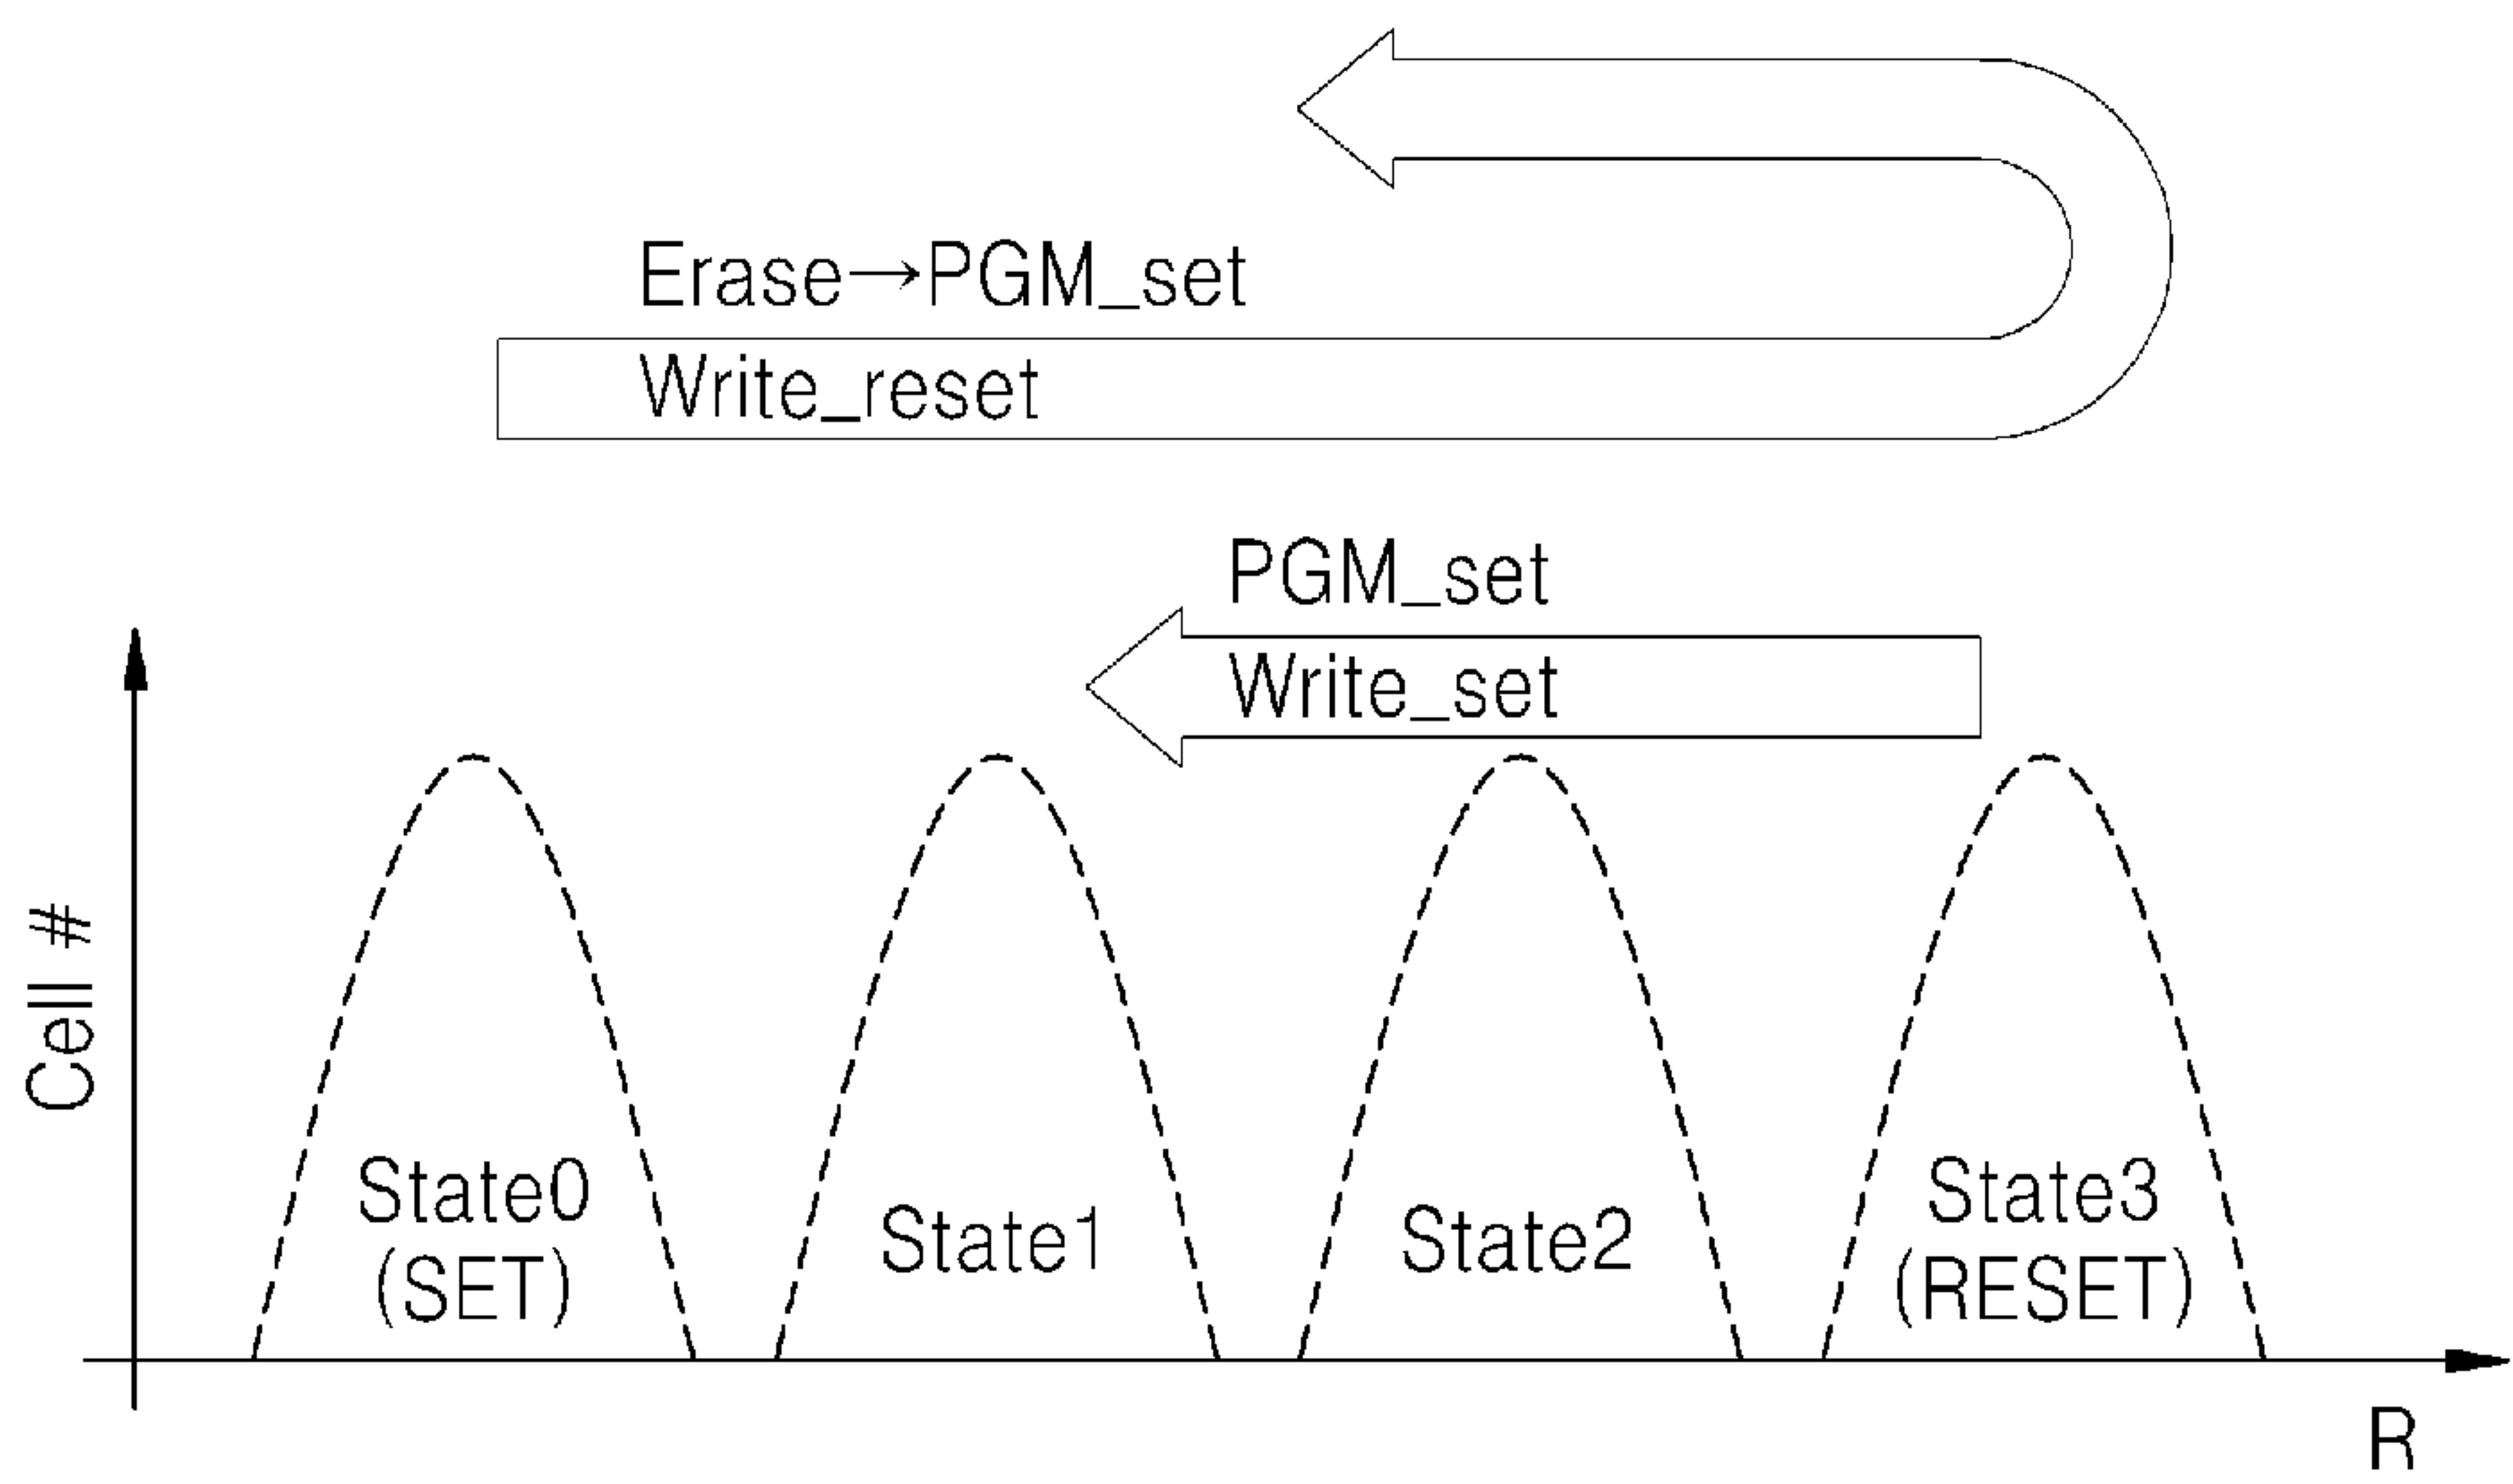 Erase→PGM_set
Write_reset
PGM_set
Write_set
Cell #
State0
(SET)
State1
State2
State3
(RESET)
R